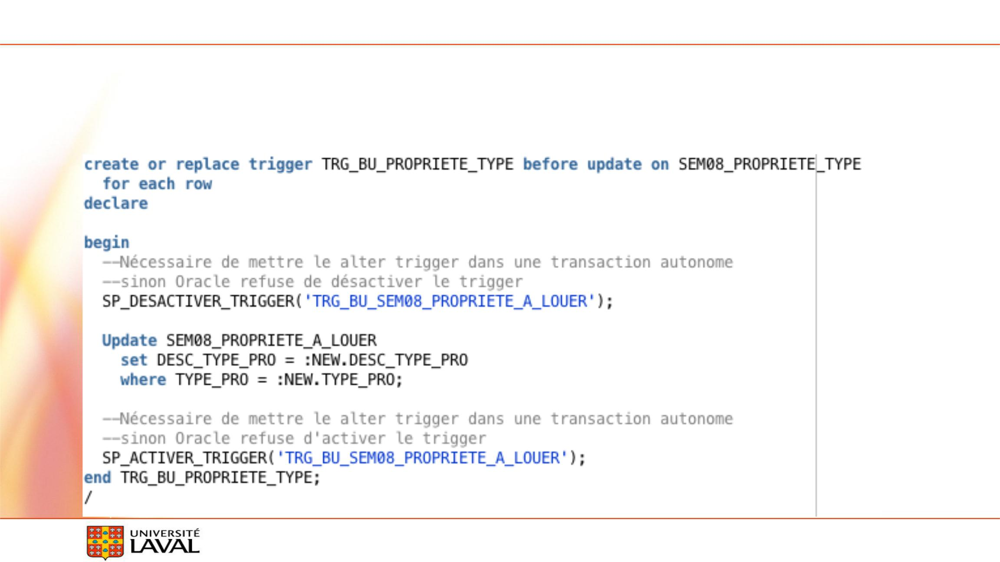 create or replace trigger TRG_BU_PROPRIETE_TYPE before update on SEM08_PROPRIETE_TYPE
  for each row
declare

begin
  --Nécessaire de mettre le alter trigger dans une transaction autonome
  --sinon Oracle refuse de désactiver le trigger
  SP_DESACTIVER_TRIGGER('TRG_BU_SEM08_PROPRIETE_A_LOUER');

  Update SEM08_PROPRIETE_A_LOUER
    set DESC_TYPE_PRO = :NEW.DESC_TYPE_PRO
    where TYPE_PRO = :NEW.TYPE_PRO;

  --Nécessaire de mettre le alter trigger dans une transaction autonome
  --sinon Oracle refuse d'activer le trigger
  SP_ACTIVER_TRIGGER('TRG_BU_SEM08_PROPRIETE_A_LOUER');
end TRG_BU_PROPRIETE_TYPE;
/
UNIVERSITÉ
LAVAL